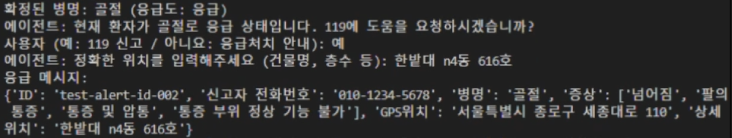 확정된 병명: 골절 (응급도: 응급)
에이전트: 현재 환자가 골절로 응급 상태입니다. 119에 도움을 요청하시겠습니까?
사용자 (예: 119 신고 / 아니요: 응급처치 안내): 예
에이전트: 정확한 위치를 입력해주세요 (건물명, 층수 등): 한밭대 n4동 616호
응급 메시지:
{'ID': 'test-alert-id-002', '신고자 전화번호': '010-1234-5678', '병명': '골절', '증상': ['넘어짐', '팔의
 통증', '통증 및 압통', '통증 부위 정상 기능 불가'], 'GPS위치': '서울특별시 종로구 세종대로 110', '상세
위치': '한밭대 n4동 616호'}